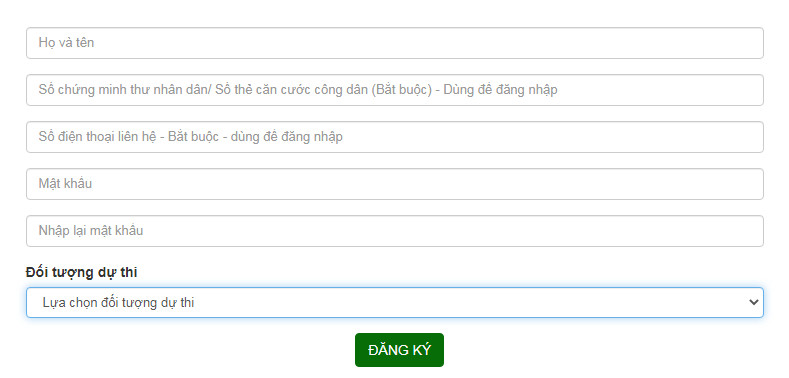 Họ và tên
Số chứng minh thư nhân dân/ Số thẻ căn cước công dân (Bắt buộc) - Dùng để đăng nhập
Số điện thoại liên hệ - Bắt buộc - dùng để đăng nhập
Mật khẩu
Nhập lại mật khẩu
Đối tượng dự thi
Lựa chọn đối tượng dự thi
ĐĂNG KÝ